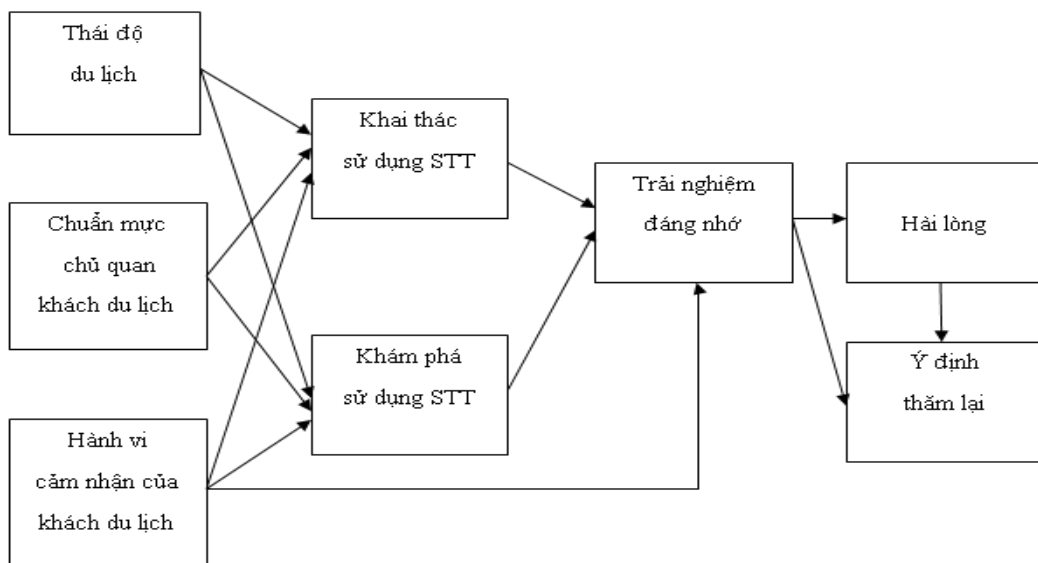 Thái độ
du lịch
Khai thác
sử dụng STT
Trải nghiệm
đáng nhớ
Hài lòng
Chuẩn mực
chủ quan
khách du lịch
Khám phá
sử dụng STT
Ý định
thăm lại
Hành vi
cảm nhận của
khách du lịch